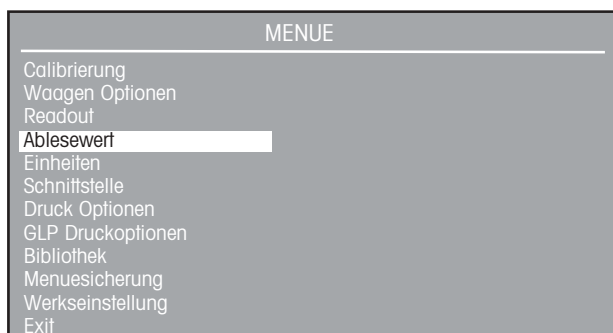 MENUE
Calibrierung
Waagen Optionen
Readout
Ablesewert
Einheiten
Schnittstelle
Druck Optionen
GLP Druckoptionen
Bibliothek
Menuesicherung
Werkseinstellung
Exit